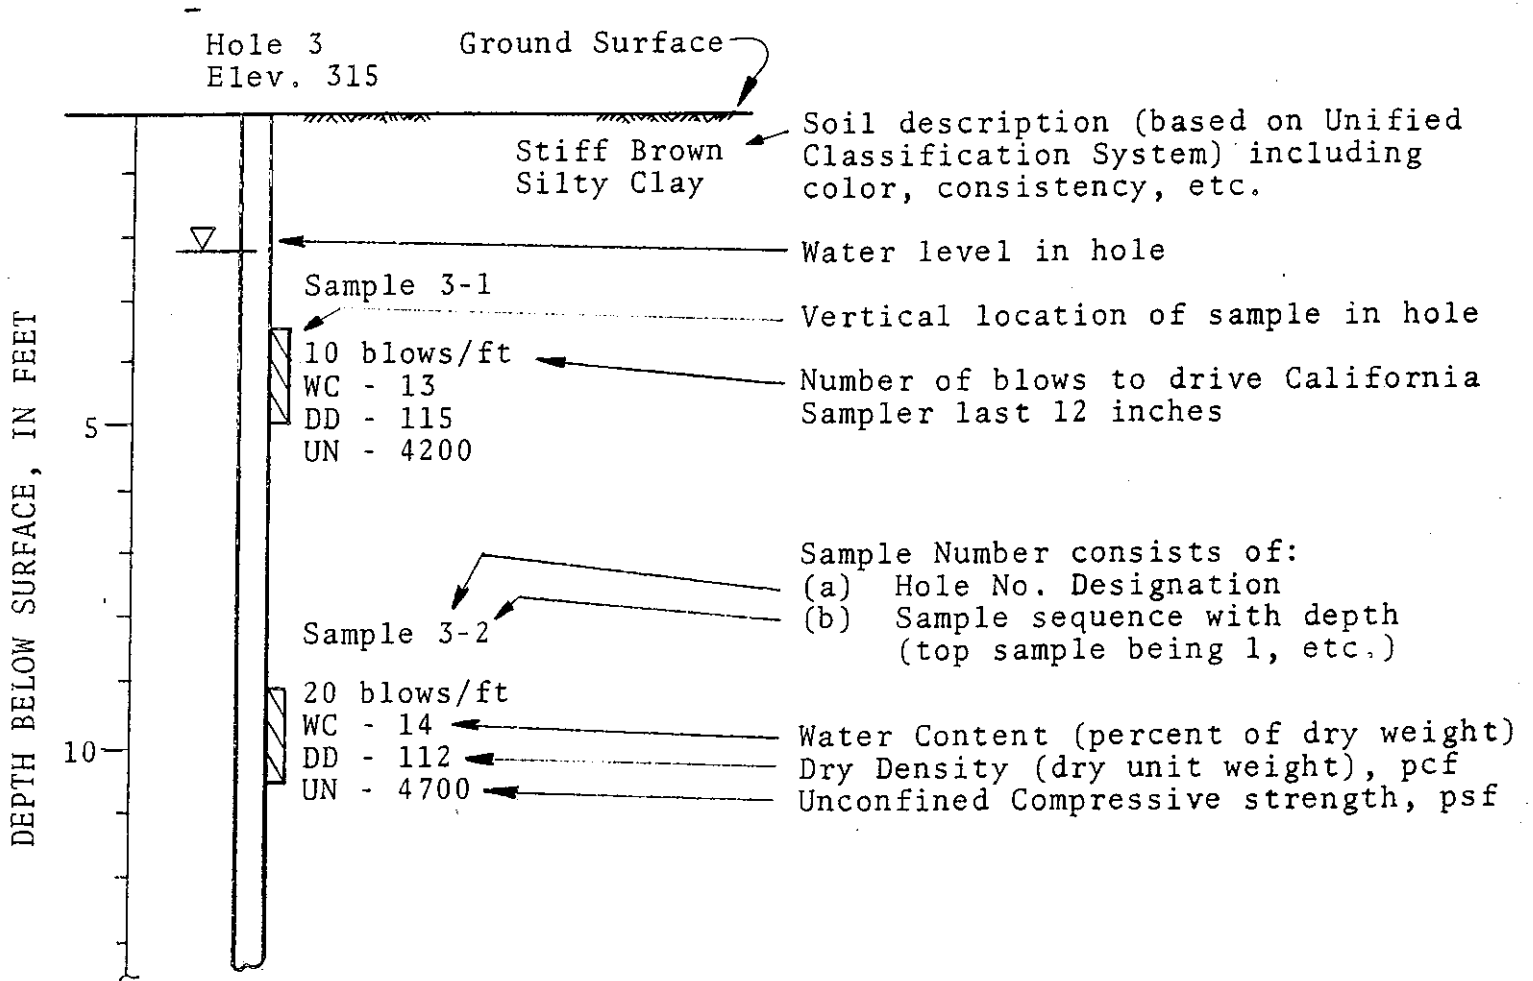 Hole 3
Elev. 315
Ground Surface
Soil description (based on Unified
Classification System) including
color, consistency, etc.
Stiff Brown
Silty Clay
Water level in hole
Sample 3-1
Vertical location of sample in hole
10 blows/ft
WC - 13
DD - 115
UN - 4200
Number of blows to drive California
Sampler last 12 inches
5
DEPTH BELOW SURFACE, IN FEET
Sample Number consists of:
(a) Hole No. Designation
(b) Sample sequence with depth
(top sample being 1, etc.)
Sample 3-2
20 blows/ft
WC - 14
DD - 112
UN - 4700
10
Water Content (percent of dry weight)
Dry Density (dry unit weight), pcf
Unconfined Compressive strength, psf